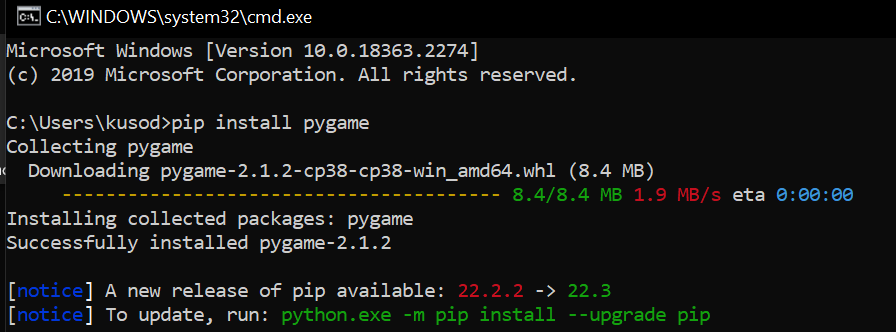 C:\WINDOWS\system32\cmd.exe
Microsoft Windows [Version 10.0.18363.2274]
(c) 2019 Microsoft Corporation. All rights reserved.
C:\Users\kusod>pip install pygame
Collecting pygame
Downloading pygame-2.1.2-cp38-cp38-win_amd64.whl (8.4 MB)
---------------------------------------- 8.4/8.4 MB 1.9 MB/s eta 0:00:00
Installing collected packages: pygame
Successfully installed pygame-2.1.2
[notice] A new release of pip available: 22.2.2 -> 22.3
[notice] To update, run: python.exe -m pip install --upgrade pip